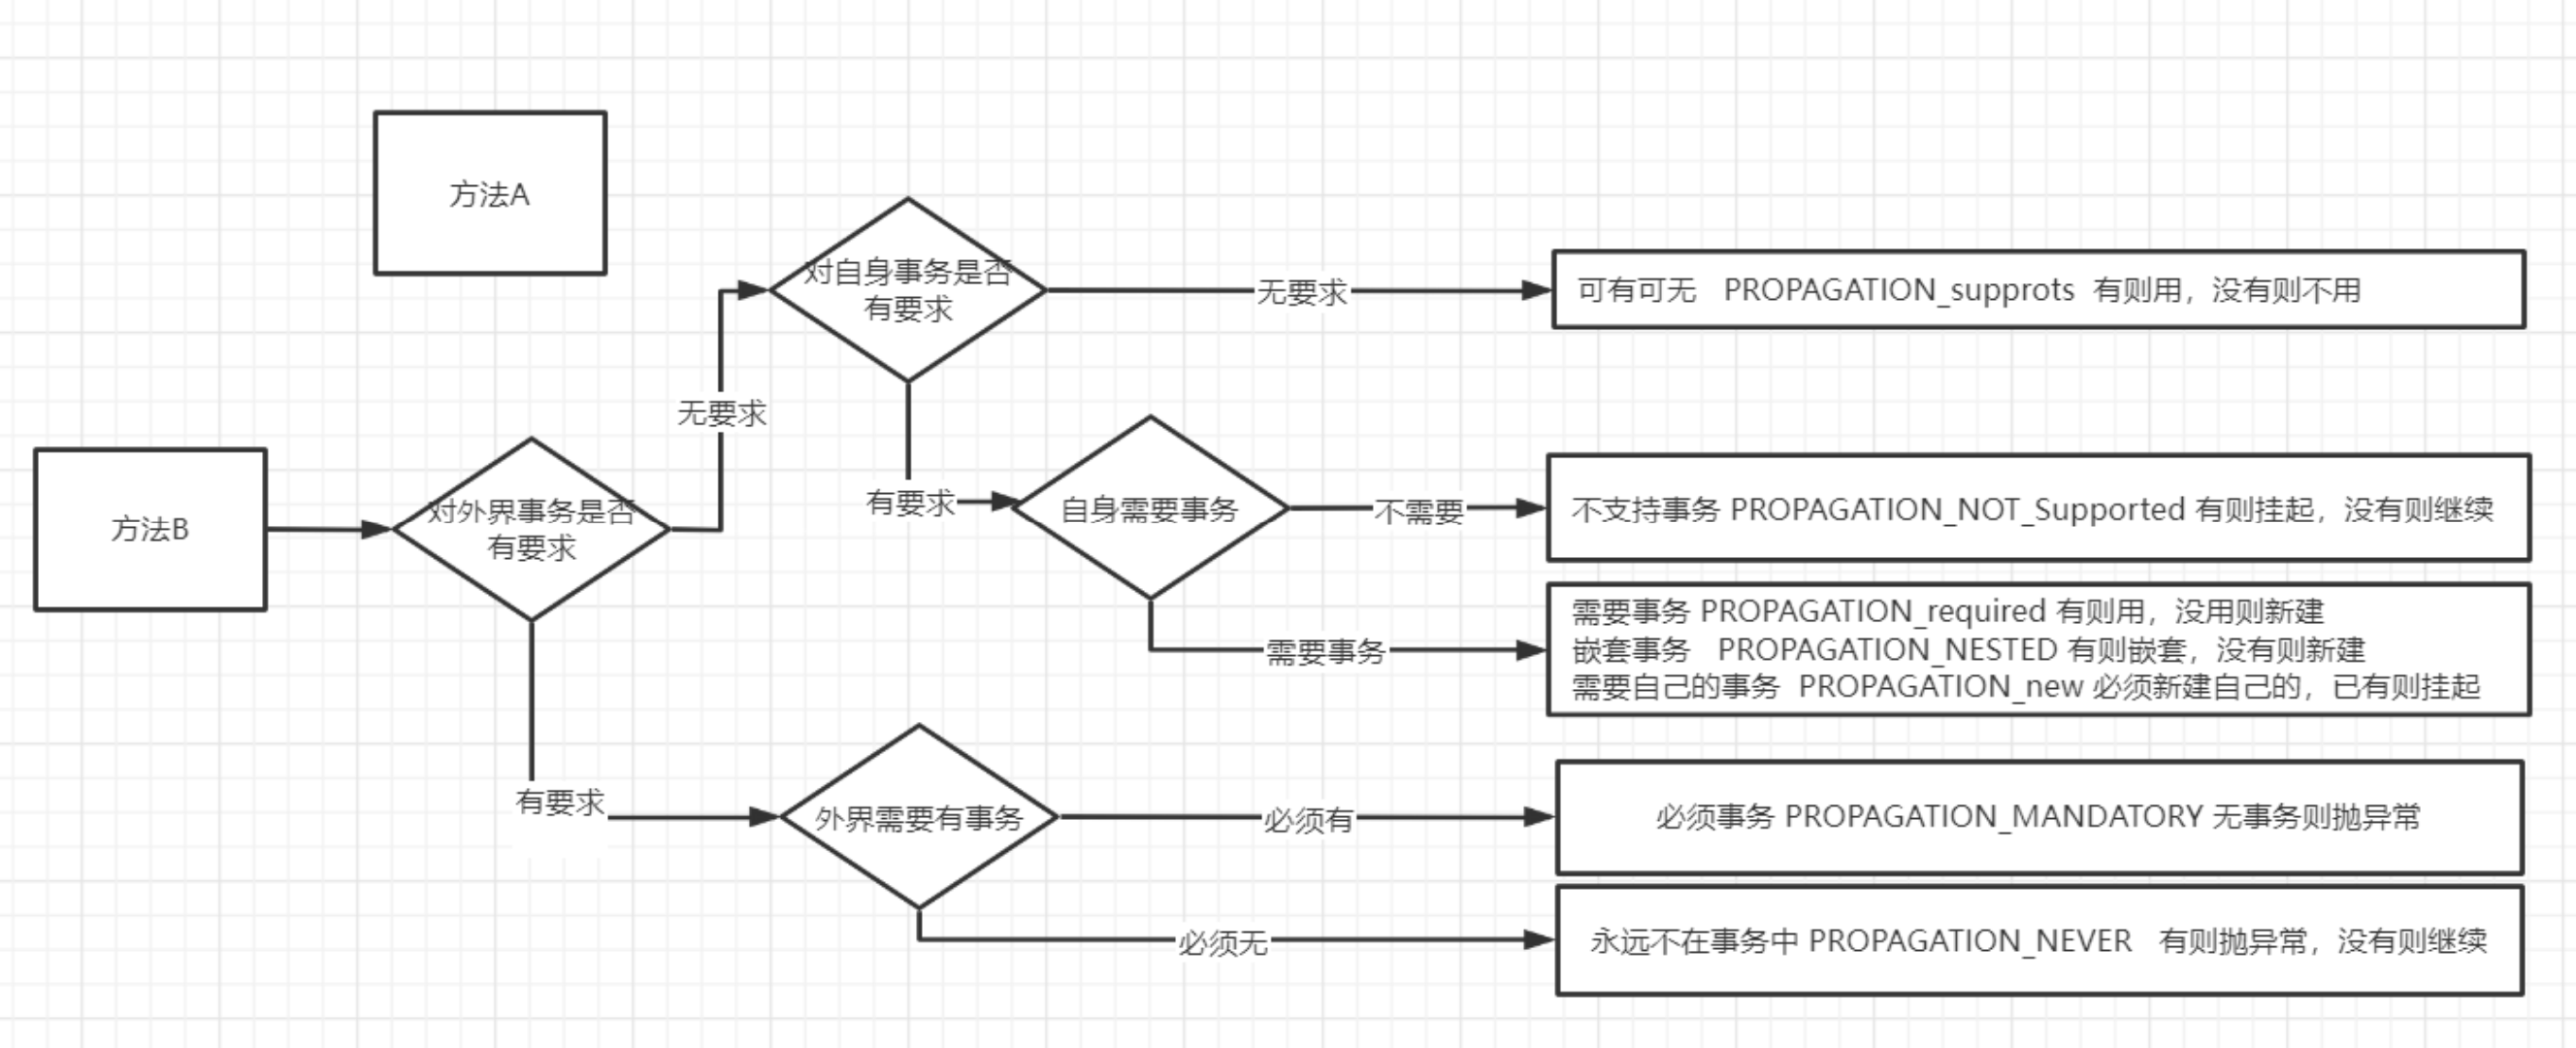 方法A
对自身事务是否
有要求
无要求
可有可无 PROPAGATION_supprots 有则用，没有则不用
无要求
方法B
对外界事务是否
有要求
有要求
自身需要事务
不需要
不支持事务 PROPAGATION_NOT_Supported 有则挂起，没有则继续
需要事务
需要事务 PROPAGATION_required 有则用，没用则新建
嵌套事务 PROPAGATION_NESTED 有则嵌套，没有则新建
需要自己的事务 PROPAGATION_new 必须新建自己的，已有则挂起
有要求
外界需要有事务
必须有
必须事务 PROPAGATION_MANDATORY 无事务则抛异常
必须无
永远不在事务中 PROPAGATION_NEVER 有则抛异常，没有则继续